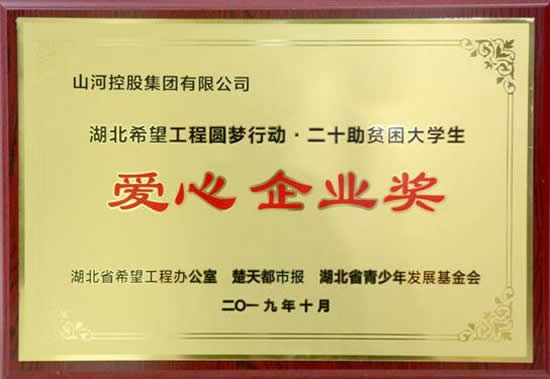 山河控股集团有限公司
湖北希望工程圆梦行动·二十助贫困大学生
爱心企业奖
湖北省希望工程办公室 楚天都市报 湖北省青少年发展基金会
二〇一九年十月